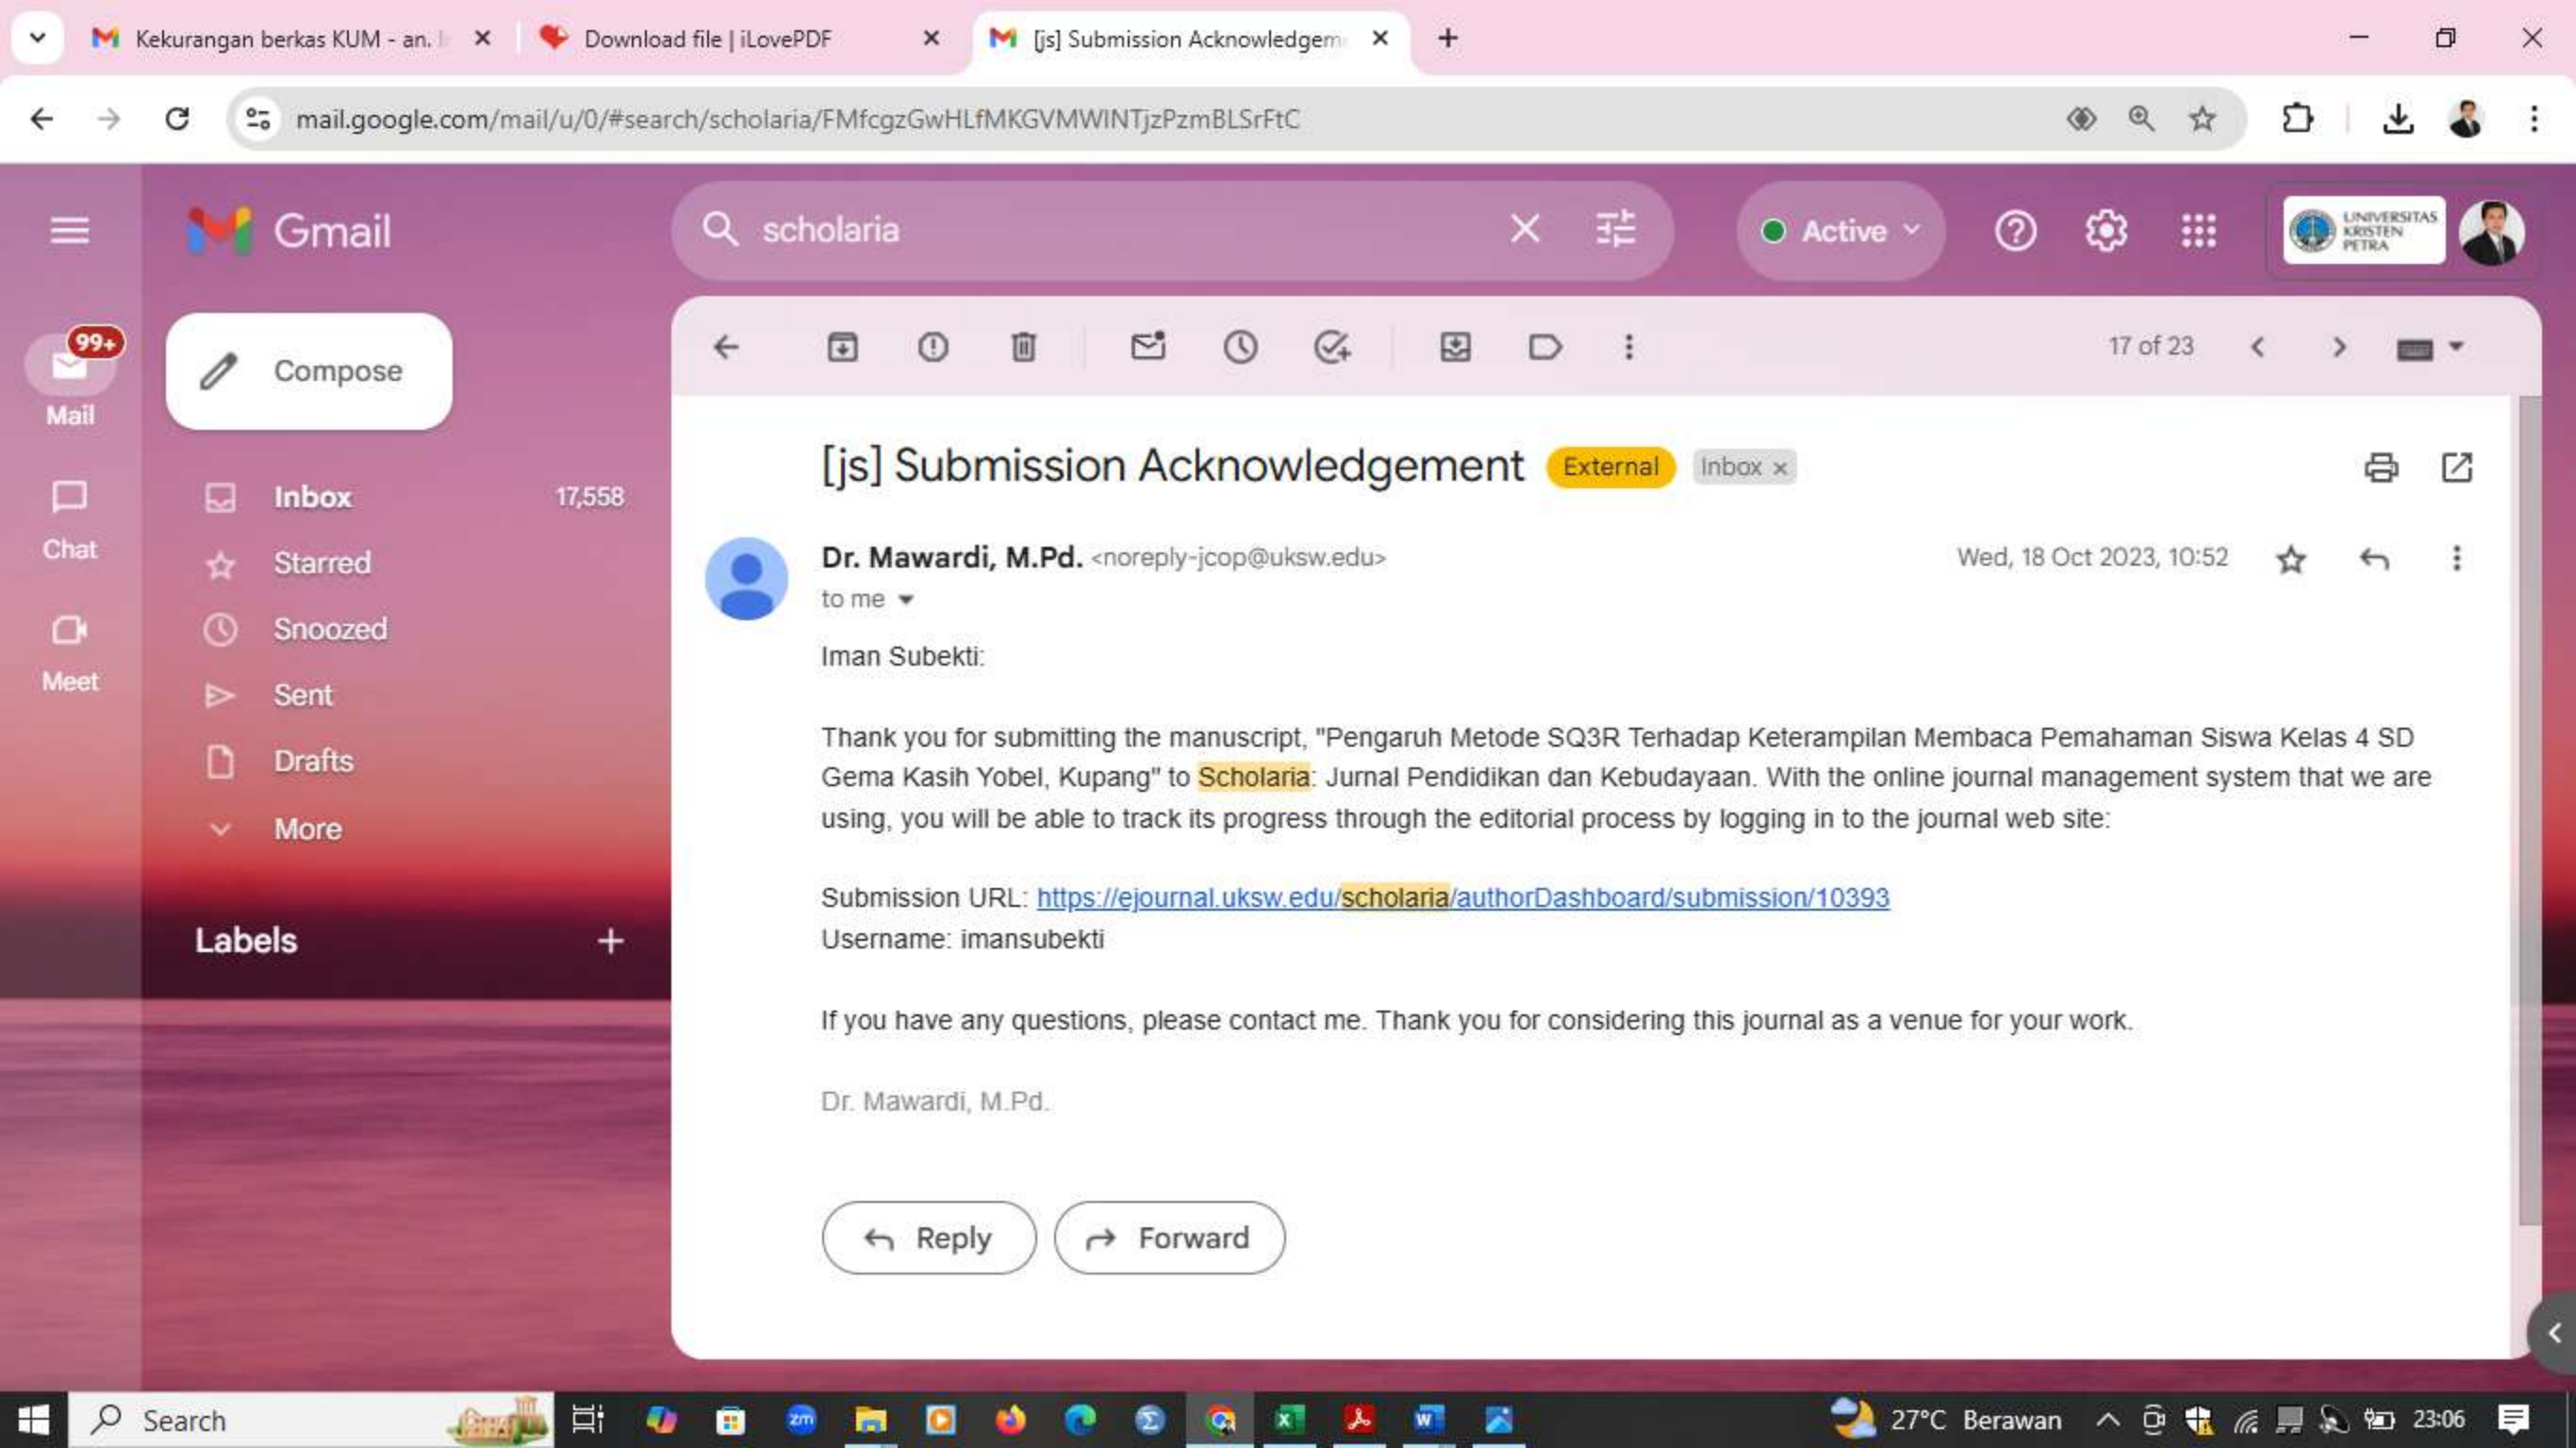 Kekurangan berkas KUM - an.
Download file | iLovePDF
[js] Submission Acknowledgem
mail.google.com/mail/u/0/#search/scholaria/FMfcgzGwHLfMKGVMWlNTjzPzmBLSrFtC
Gmail
scholaria
Active
UNIVERSITAS
KRISTEN
PETRA
99+
Mail
Chat
Meet
Compose
Inbox 17,558
Starred
Snoozed
Sent
Drafts
More
Labels
17 of 23
[js] Submission Acknowledgement External Inbox x
Dr. Mawardi, M.Pd. <noreply-jcop@uksw.edu> Wed, 18 Oct 2023, 10:52
to me
Iman Subekti:
Thank you for submitting the manuscript, "Pengaruh Metode SQ3R Terhadap Keterampilan Membaca Pemahaman Siswa Kelas 4 SD
Gema Kasih Yobel, Kupang" to Scholaria: Jurnal Pendidikan dan Kebudayaan. With the online journal management system that we are
using, you will be able to track its progress through the editorial process by logging in to the journal web site:
Submission URL: https://ejournal.uksw.edu/scholaria/authorDashboard/submission/10393
Username: imansubekti
If you have any questions, please contact me. Thank you for considering this journal as a venue for your work.
Dr. Mawardi, M.Pd.
Reply
Forward
Search
zm
27°C Berawan
23:06